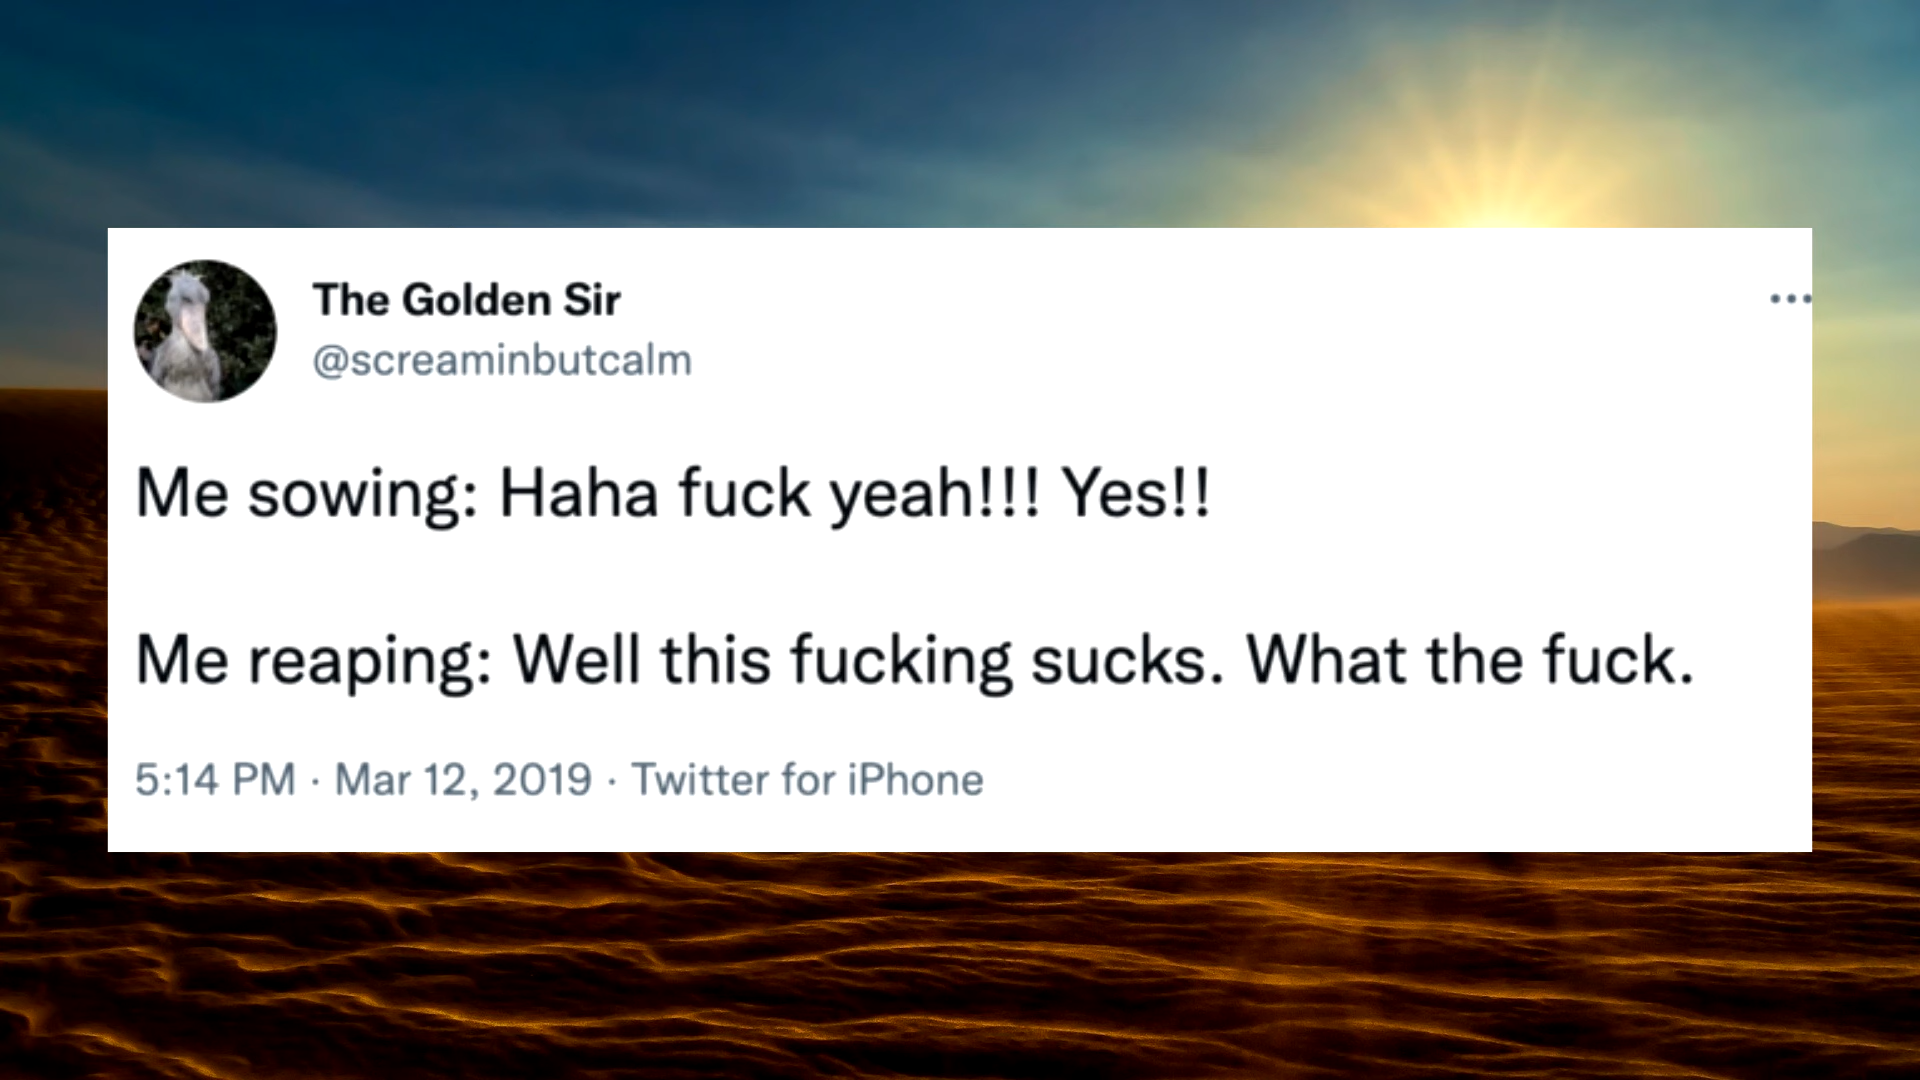 The Golden Sir
@screaminbutcalm
Me sowing: Haha fuck yeah!!! Yes!!
Me reaping: Well this fucking sucks. What the fuck.
5:14 PM · Mar 12, 2019 · Twitter for iPhone